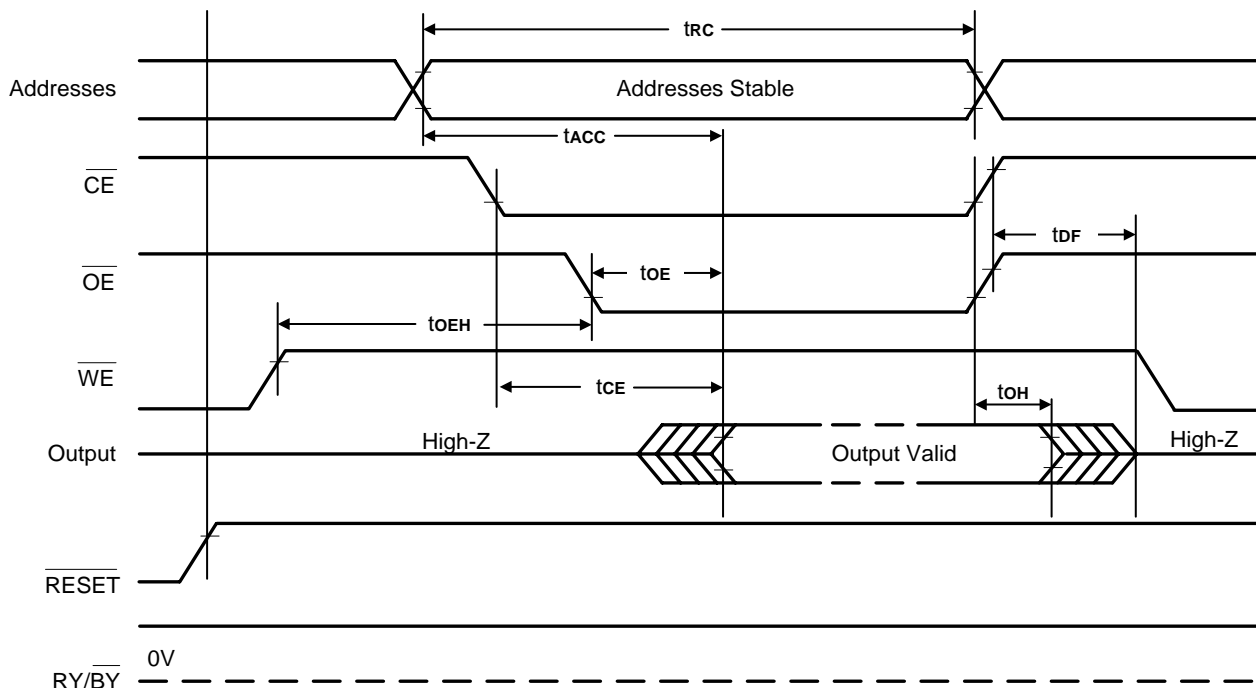 tRC
Addresses
Addresses Stable
tACC
CE
tDF
OE
tOE
tOEH
WE
tCE
tOH
High-Z
Output
Output Valid
High-Z
RESET
0V
RY/BY